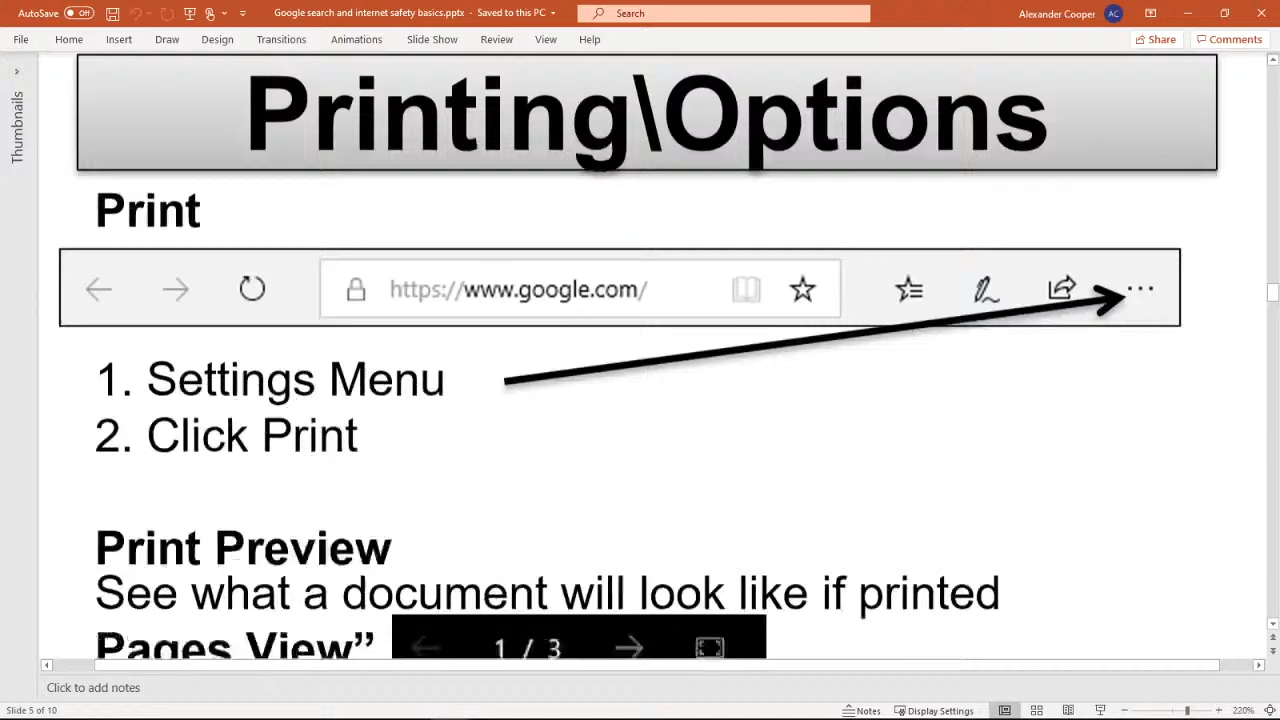 AutoSave Off Google search and internet safety basics.pptx - Saved to this PC Search Alexander Cooper AC
File Home Insert Draw Design Transitions Animations Slide Show Review View Help Share Comments
Thumbnails
Printing\Options
Print
https://www.google.com/
1. Settings Menu
2. Click Print
Print Preview
See what a document will look like if printed
Pages View” 1 / 3
Click to add notes
Slide 5 of 10 Notes Display Settings 220%